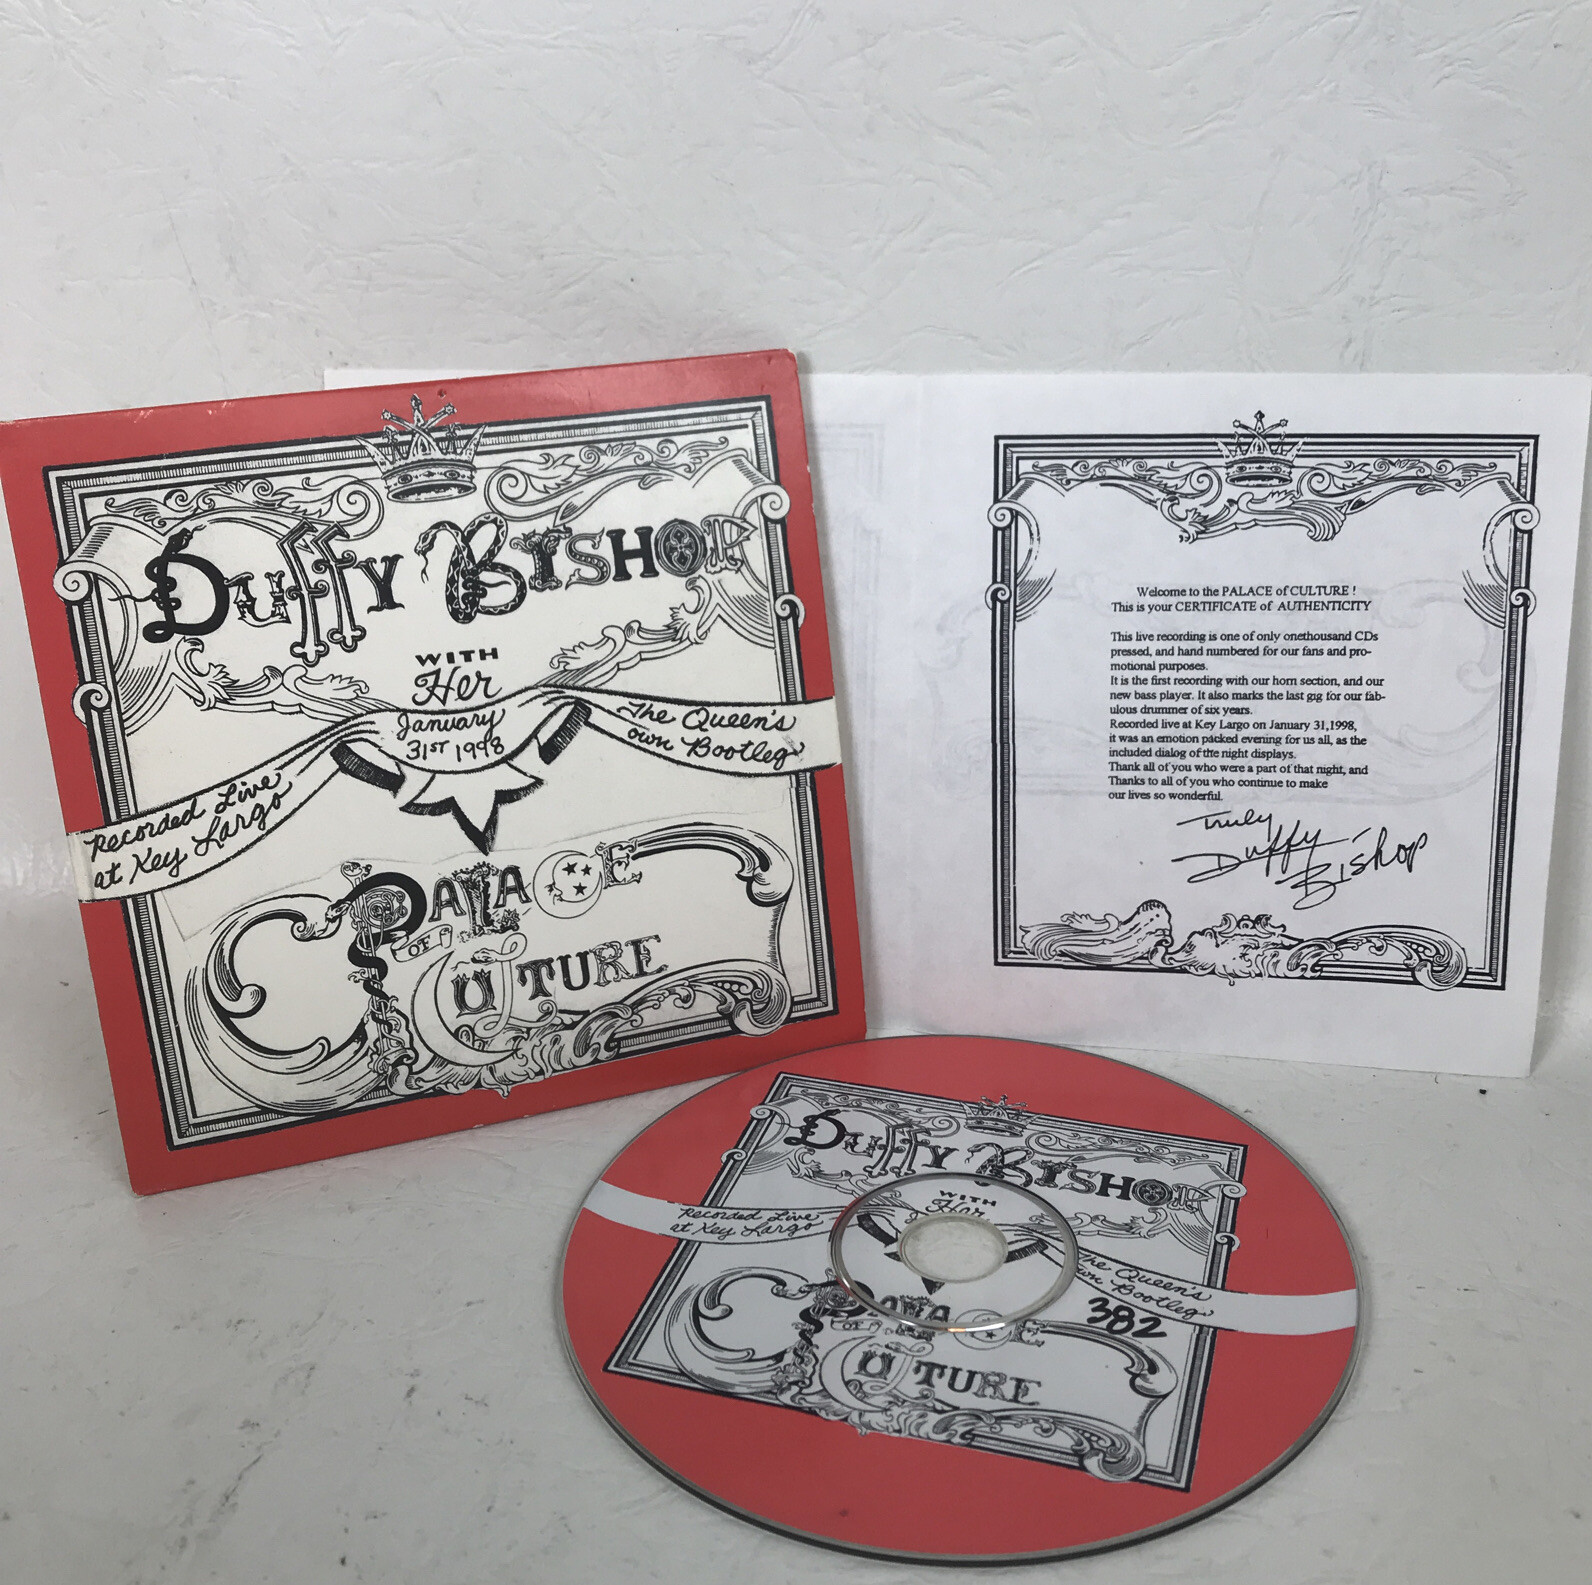 Duffy Bishop
WITH
Her
January
31ST 1998
The Queen's
own Bootleg
Recorded Live
at Key Largo
PALACE
OF
CULTURE
Welcome to the PALACE of CULTURE !
This is your CERTIFICATE of AUTHENTICITY
This live recording is one of only onethousand CDs
pressed, and hand numbered for our fans and pro-
motional purposes.
It is the first recording with our horn section, and our
new bass player. It also marks the last gig for our fab-
ulous drummer of six years.
Recorded live at Key Largo on January 31,1998,
it was an emotion packed evening for us all, as the
included dialog of the night displays.
Thank all of you who were a part of that night, and
Thanks to all of you who continue to make
our lives so wonderful.
Truly
Duffy
Bishop
Duffy Bishop
WITH
Her
Recorded Live
at Key Largo
The Queen's
own Bootleg
382
PALACE
OF
CULTURE